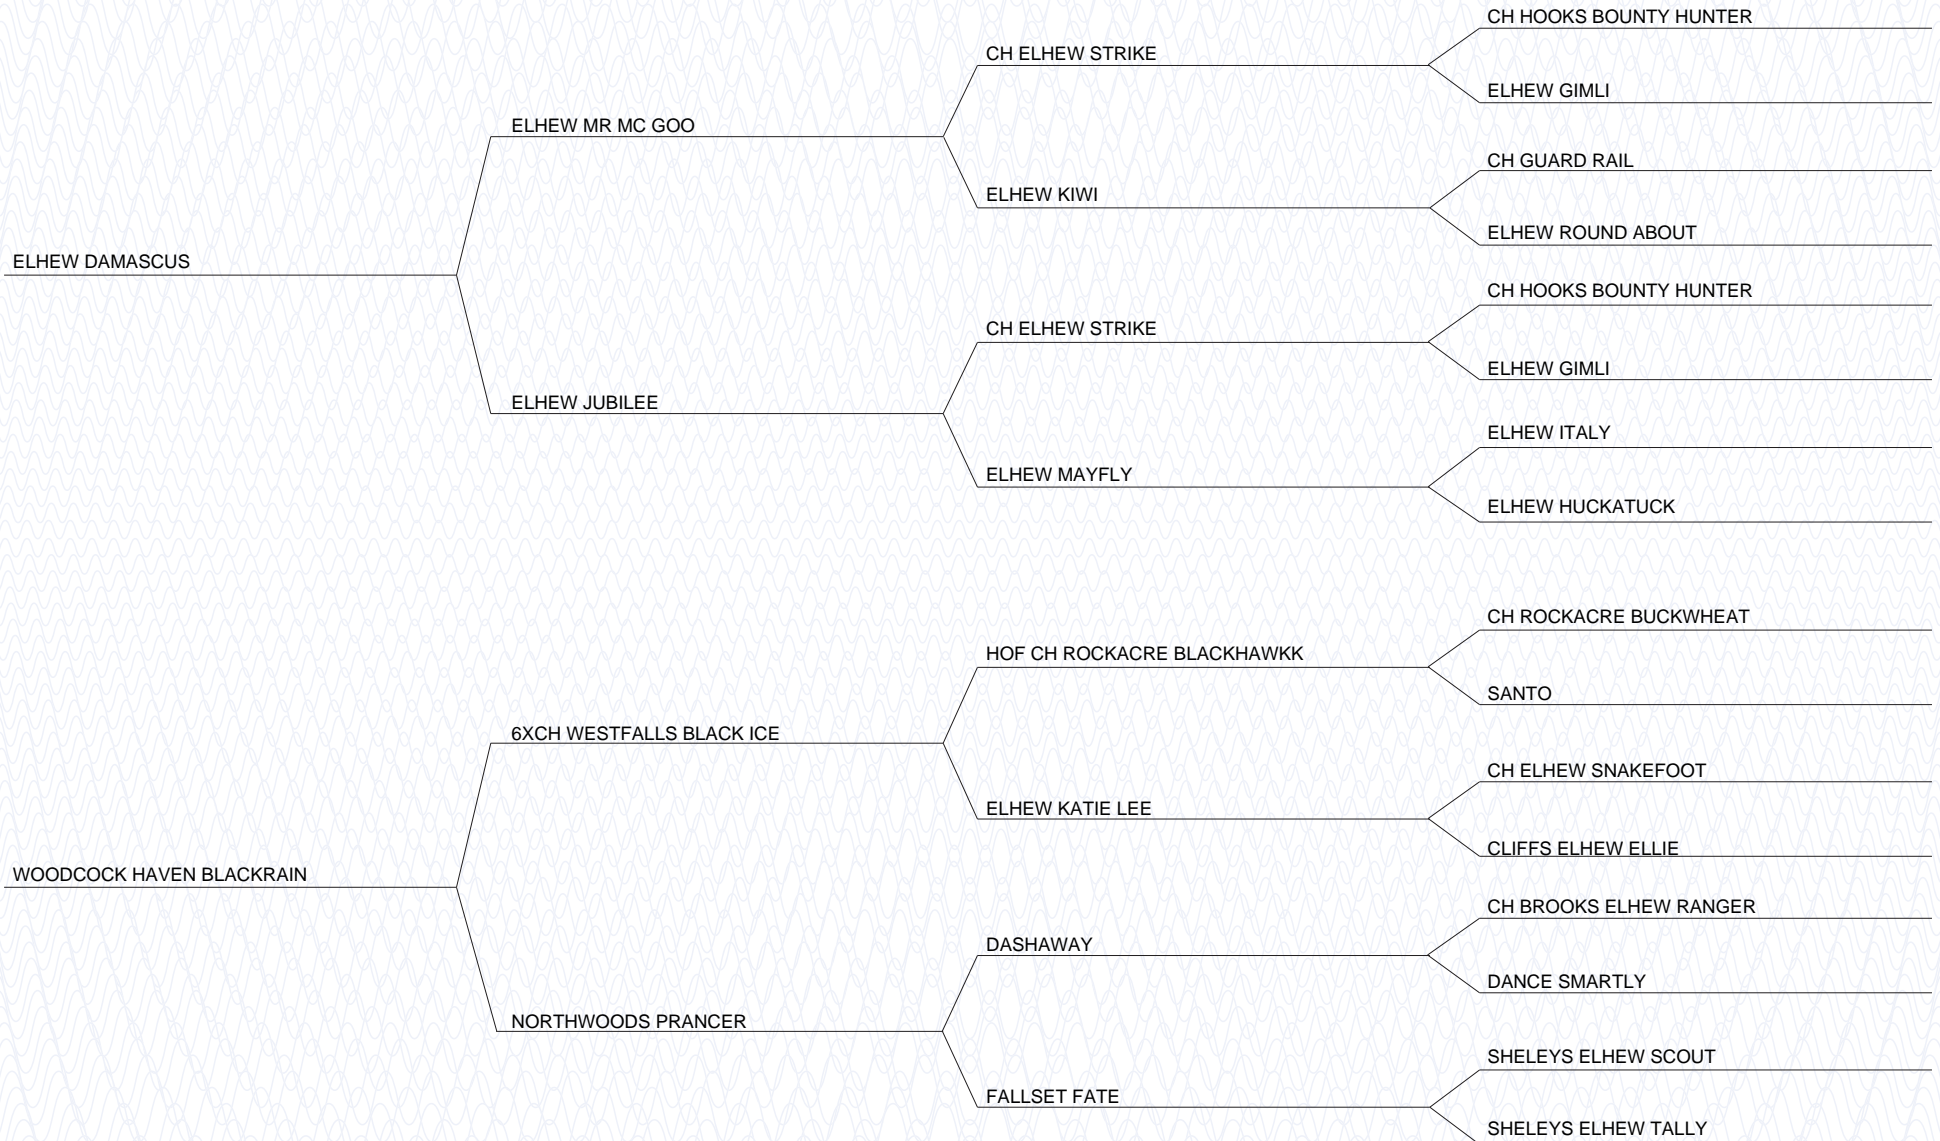 CH HOOKS BOUNTY HUNTER
CH ELHEW STRIKE
ELHEW GIMLI
ELHEW MR MC GOO
CH GUARD RAIL
ELHEW KIWI
ELHEW ROUND ABOUT
ELHEW DAMASCUS
CH HOOKS BOUNTY HUNTER
CH ELHEW STRIKE
ELHEW GIMLI
ELHEW JUBILEE
ELHEW ITALY
ELHEW MAYFLY
ELHEW HUCKATUCK
CH ROCKACRE BUCKWHEAT
HOF CH ROCKACRE BLACKHAWKK
SANTO
6XCH WESTFALLS BLACK ICE
CH ELHEW SNAKEFOOT
ELHEW KATIE LEE
CLIFFS ELHEW ELLIE
WOODCOCK HAVEN BLACKRAIN
CH BROOKS ELHEW RANGER
DASHAWAY
DANCE SMARTLY
NORTHWOODS PRANCER
SHELEYS ELHEW SCOUT
FALLSET FATE
SHELEYS ELHEW TALLY